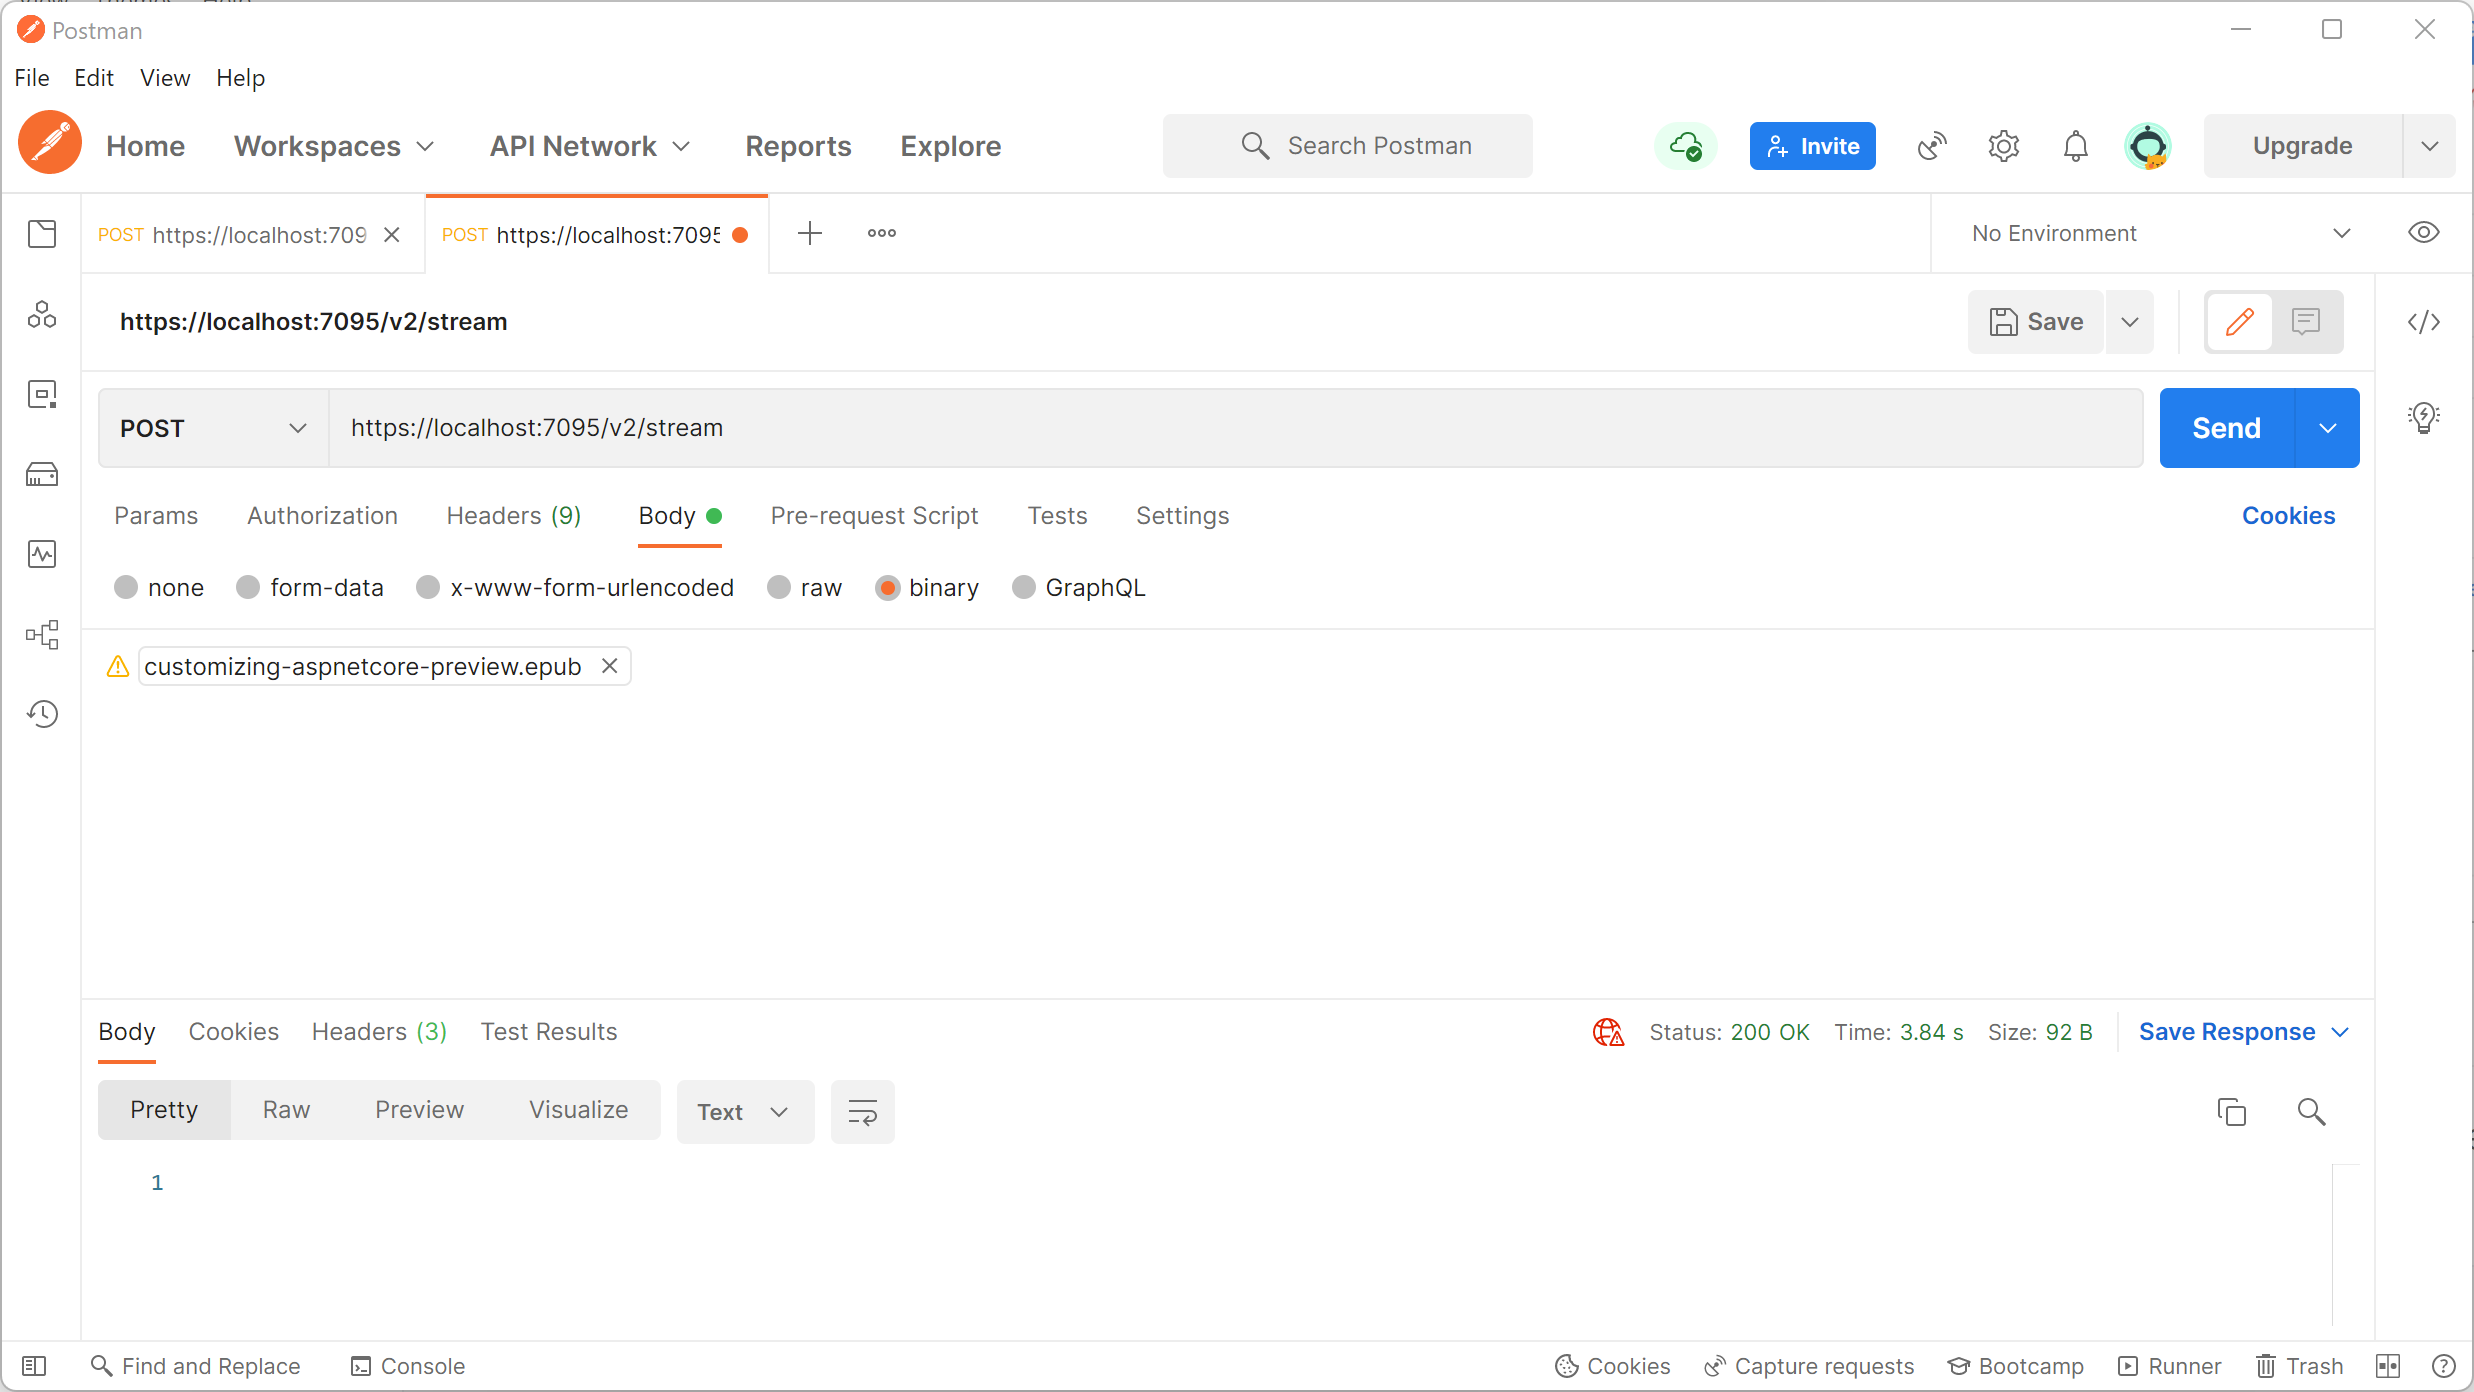 Postman
File Edit View Help
Home Workspaces API Network Reports Explore Search Postman Invite Upgrade
POST https://localhost:709 POST https://localhost:7095 No Environment
https://localhost:7095/v2/stream Save
POST https://localhost:7095/v2/stream Send
Params Authorization Headers (9) Body Pre-request Script Tests Settings Cookies
none form-data x-www-form-urlencoded raw binary GraphQL
customizing-aspnetcore-preview.epub
Body Cookies Headers (3) Test Results Status: 200 OK Time: 3.84 s Size: 92 B Save Response
Pretty Raw Preview Visualize Text
1
Find and Replace Console Cookies Capture requests Bootcamp Runner Trash